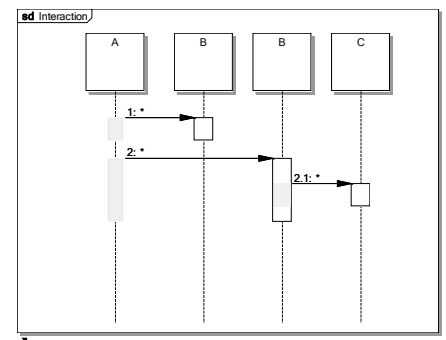 sd Interaction
A
B
B
C
1: *
2: *
2.1: *